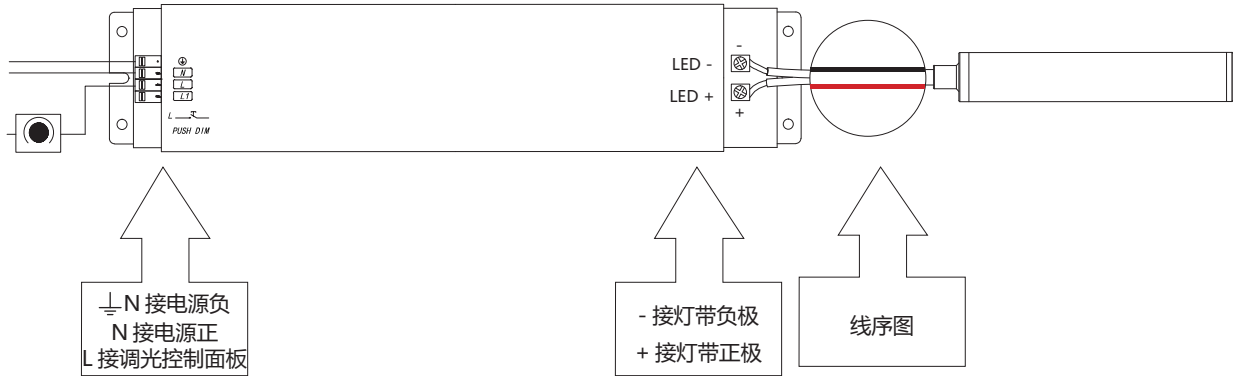 N
L
L1
L
PUSH DIM
LED -
LED +
-
+
⏚N 接电源负
N 接电源正
L 接调光控制面板
- 接灯带负极
+ 接灯带正极
线序图